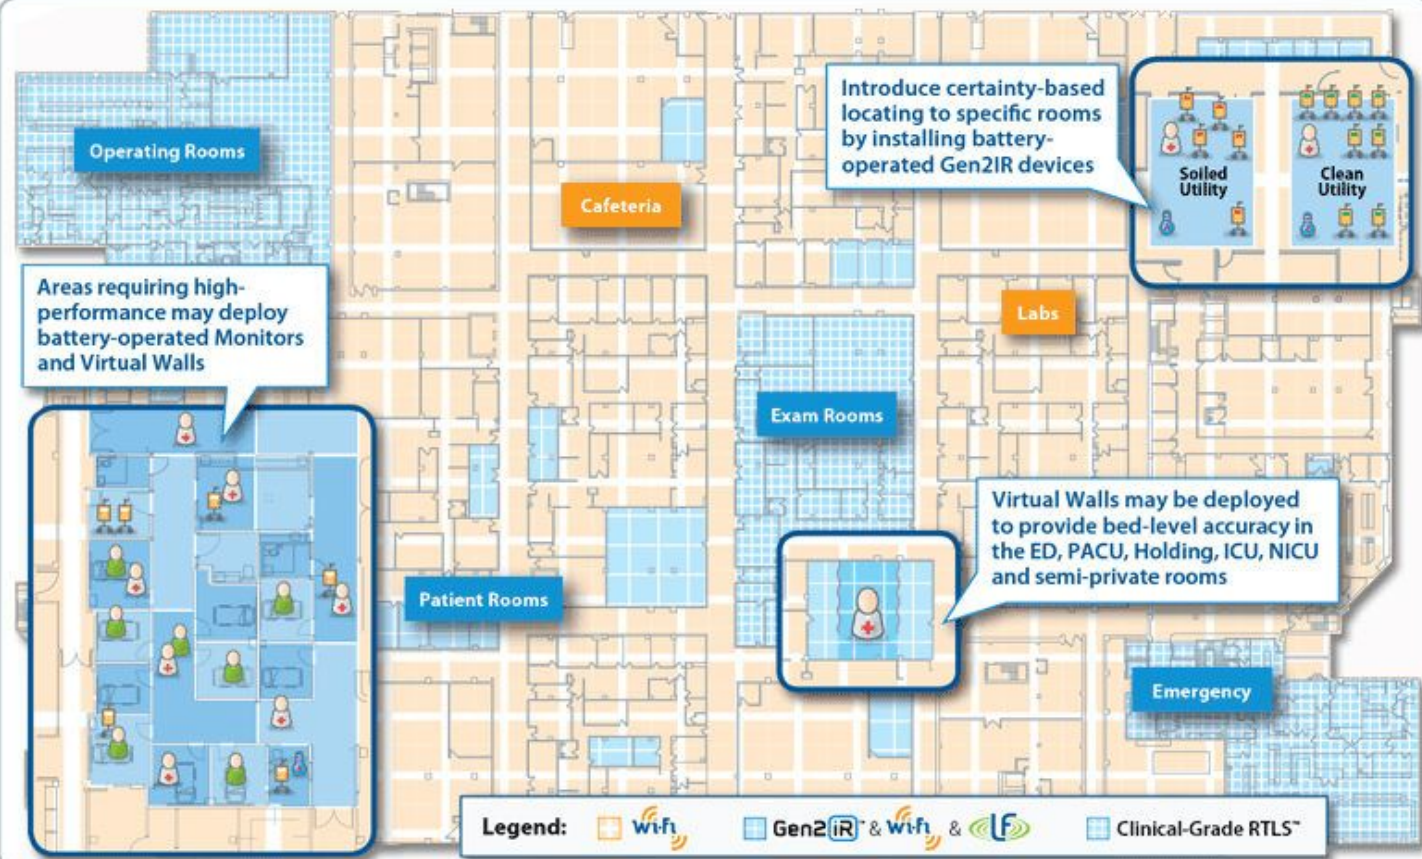 Operating Rooms
Cafeteria
Introduce certainty-based
locating to specific rooms
by installing battery-
operated Gen2IR devices
Soiled
Utility
Clean
Utility
Areas requiring high-
performance may deploy
battery-operated Monitors
and Virtual Walls
Labs
Exam Rooms
Virtual Walls may be deployed
to provide bed-level accuracy in
the ED, PACU, Holding, ICU, NICU
and semi-private rooms
Patient Rooms
Emergency
Legend: Wi-Fi Gen2IR™ & Wi-Fi & LF Clinical-Grade RTLS™